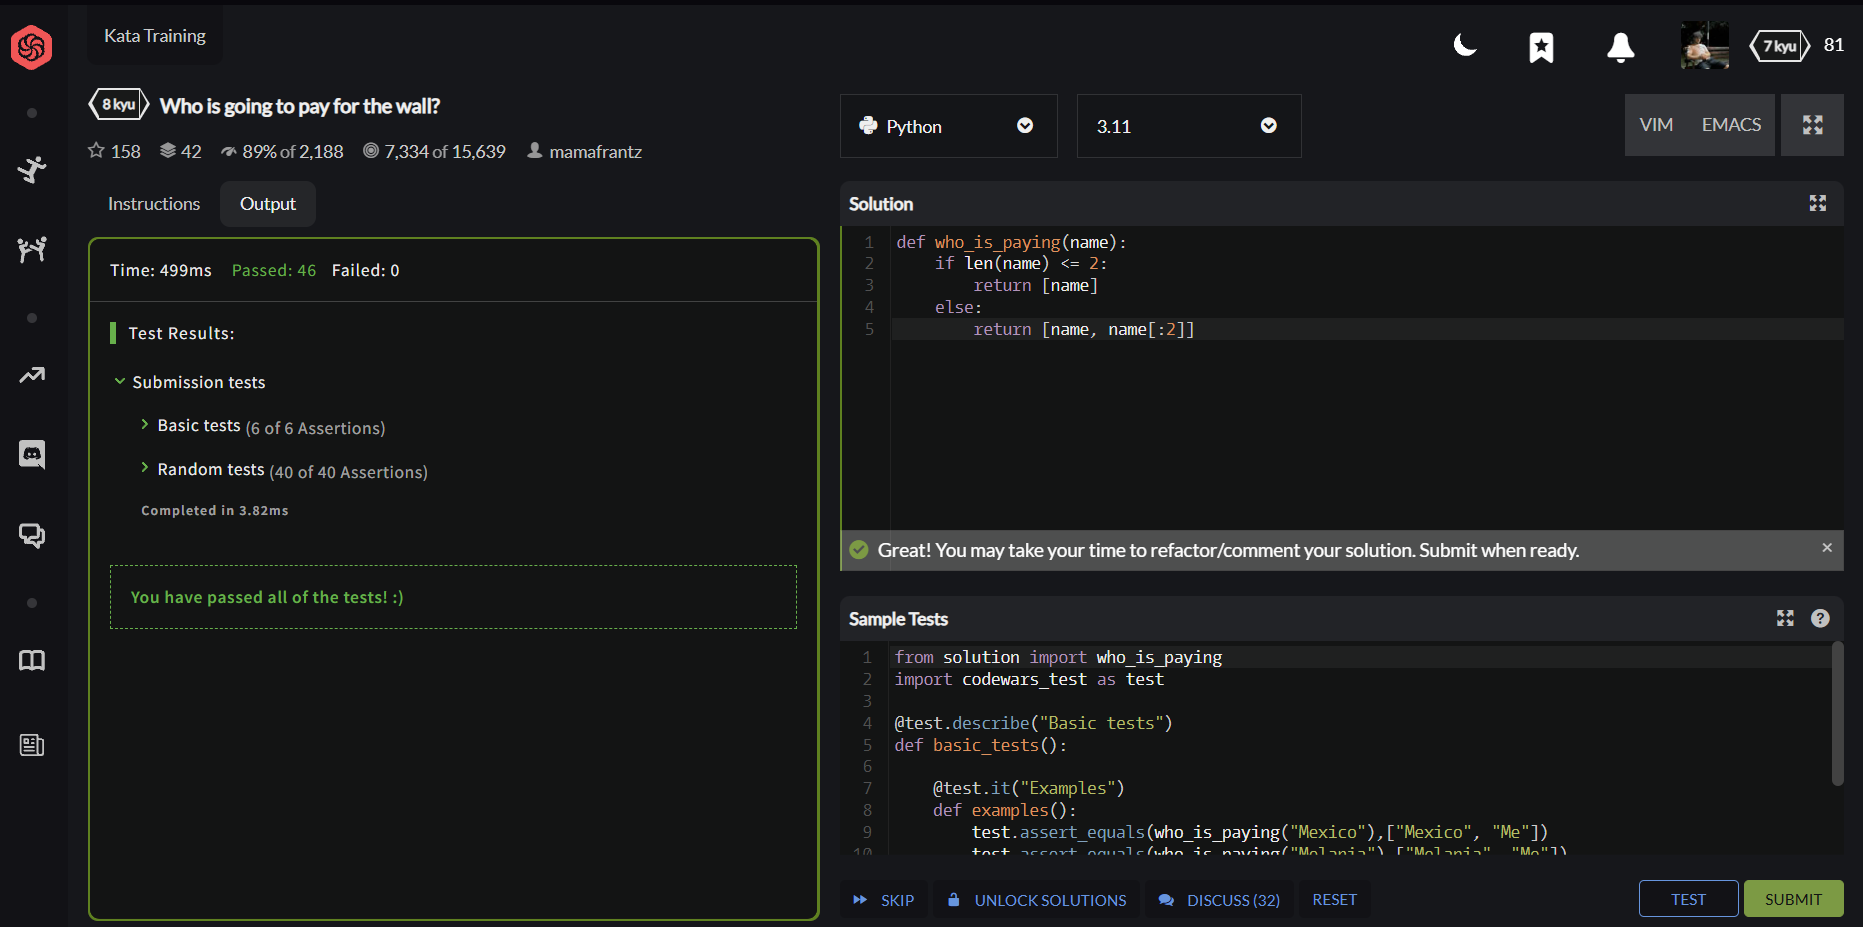 Kata Training
7 kyu 81
8 kyu Who is going to pay for the wall?
158 42 89% of 2,188 7,334 of 15,639 mamafrantz
Python
3.11
VIM EMACS
Instructions
Output
Time: 499ms Passed: 46 Failed: 0
Test Results:
Submission tests
Basic tests (6 of 6 Assertions)
Random tests (40 of 40 Assertions)
Completed in 3.82ms
You have passed all of the tests! :)
Solution
1 def who_is_paying(name):
2 if len(name) <= 2:
3 return [name]
4 else:
5 return [name, name[:2]]
Great! You may take your time to refactor/comment your solution. Submit when ready.
Sample Tests
1 from solution import who_is_paying
2 import codewars_test as test
3
4 @test.describe("Basic tests")
5 def basic_tests():
6
7 @test.it("Examples")
8 def examples():
9 test.assert_equals(who_is_paying("Mexico"),["Mexico", "Me"])
10 test.assert_equals(who_is_paying("Melania"),["Melania", "Me"])
SKIP
UNLOCK SOLUTIONS
DISCUSS (32)
RESET
TEST
SUBMIT